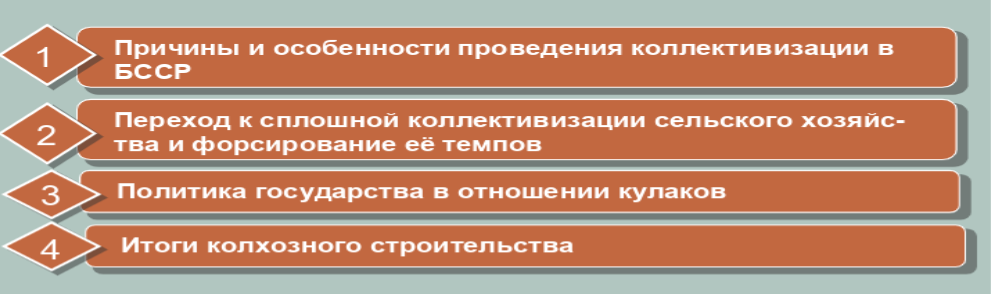 1
Причины и особенности проведения коллективизации в
БССР
2
Переход к сплошной коллективизации сельского хозяйс-
тва и форсирование её темпов
3
Политика государства в отношении кулаков
4
Итоги колхозного строительства